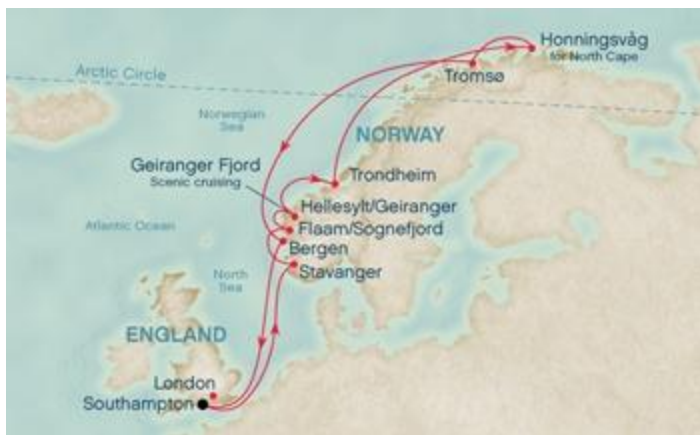 Honningsvåg
for North Cape
Arctic Circle
Tromsø
Norwegian
Sea
NORWAY
Geiranger Fjord
Scenic cruising
Trondheim
Hellesylt/Geiranger
Atlantic Ocean
Flaam/Sognefjord
Bergen
North
Sea
Stavanger
ENGLAND
London
Southampton